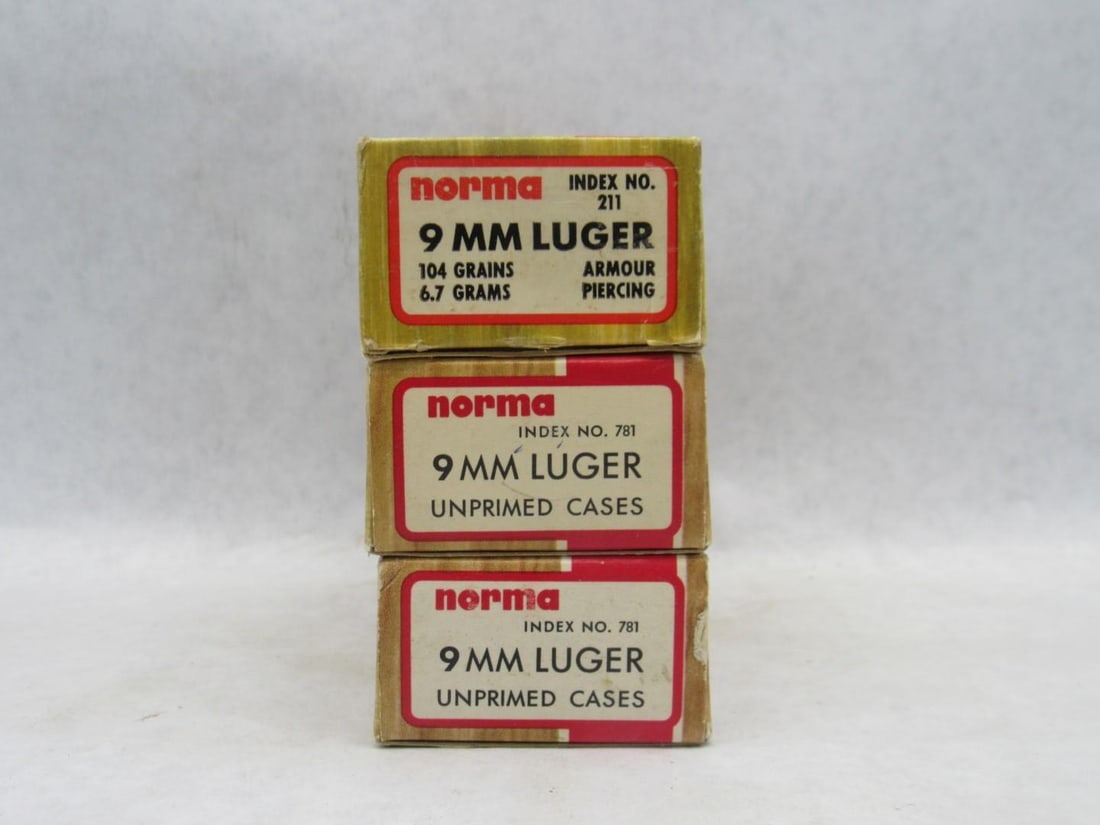 norma INDEX NO.
211
9 MM LUGER
104 GRAINS ARMOUR
6.7 GRAMS PIERCING
norma
INDEX NO. 781
9 MM LUGER
UNPRIMED CASES
norma
INDEX NO. 781
9 MM LUGER
UNPRIMED CASES